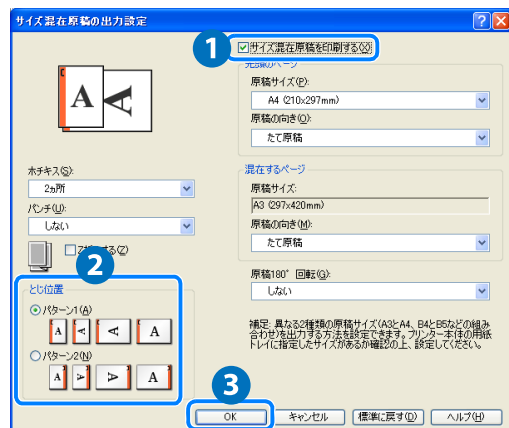 サイズ混在原稿の出力設定
1
サイズ混在原稿を印刷する(X)
先頭のページ
原稿サイズ(P):
A4 (210x297mm)
原稿の向き(O):
たて原稿
A A
ホチキス(S):
2ヵ所
パンチ(U):
しない
混在するページ
原稿サイズ:
A3 (297x420mm)
原稿の向き(M):
たて原稿
2
原稿180° 回転(G):
しない
とじ位置
パターン1(A)
A A A A
パターン2(N)
A A A A
補足: 異なる2種類の原稿サイズ(A3とA4、B4とB5などの組み
合わせ)を出力する方法を設定できます。プリンター本体の用紙
トレイに指定したサイズがあるか確認の上、設定してください。
3
OK
キャンセル
標準に戻す(D)
ヘルプ(H)